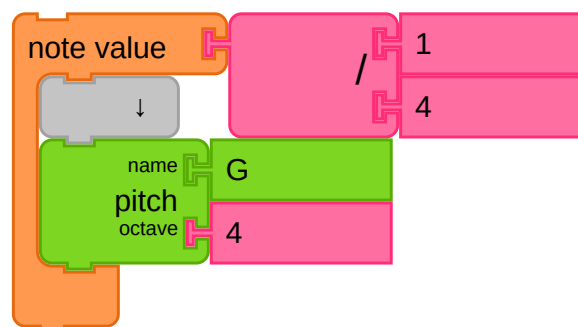 note value / 1
4
↓
name G
pitch
octave 4